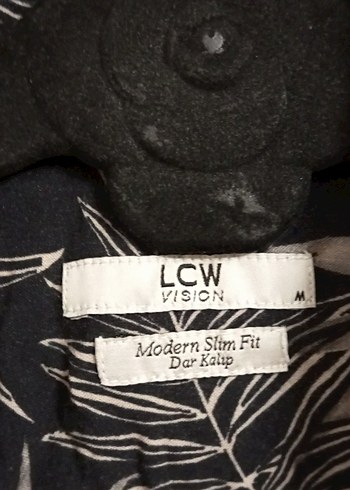 LCW
VISION
M
Modern Slim Fit
Dar Kalıp